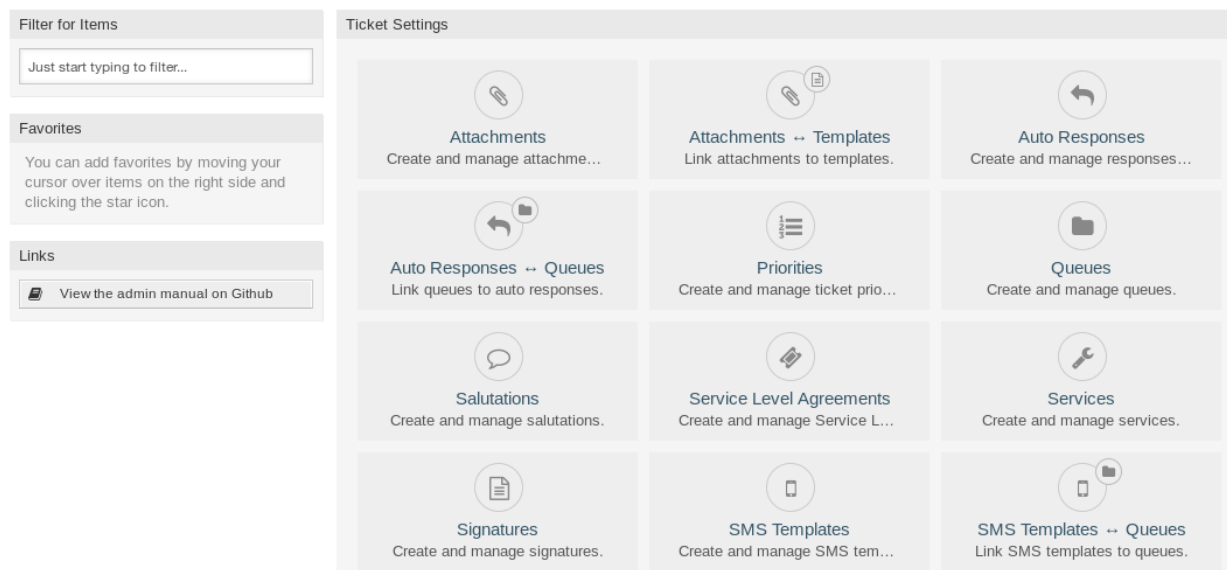 Filter for Items
Just start typing to filter...
Favorites
You can add favorites by moving your
cursor over items on the right side and
clicking the star icon.
Links
View the admin manual on Github
Ticket Settings
Attachments
Create and manage attachme…
Attachments ↔ Templates
Link attachments to templates.
Auto Responses
Create and manage responses…
Auto Responses ↔ Queues
Link queues to auto responses.
1
2
3
Priorities
Create and manage ticket prio…
Queues
Create and manage queues.
Salutations
Create and manage salutations.
Service Level Agreements
Create and manage Service L…
Services
Create and manage services.
Signatures
Create and manage signatures.
SMS Templates
Create and manage SMS tem…
SMS Templates ↔ Queues
Link SMS templates to queues.